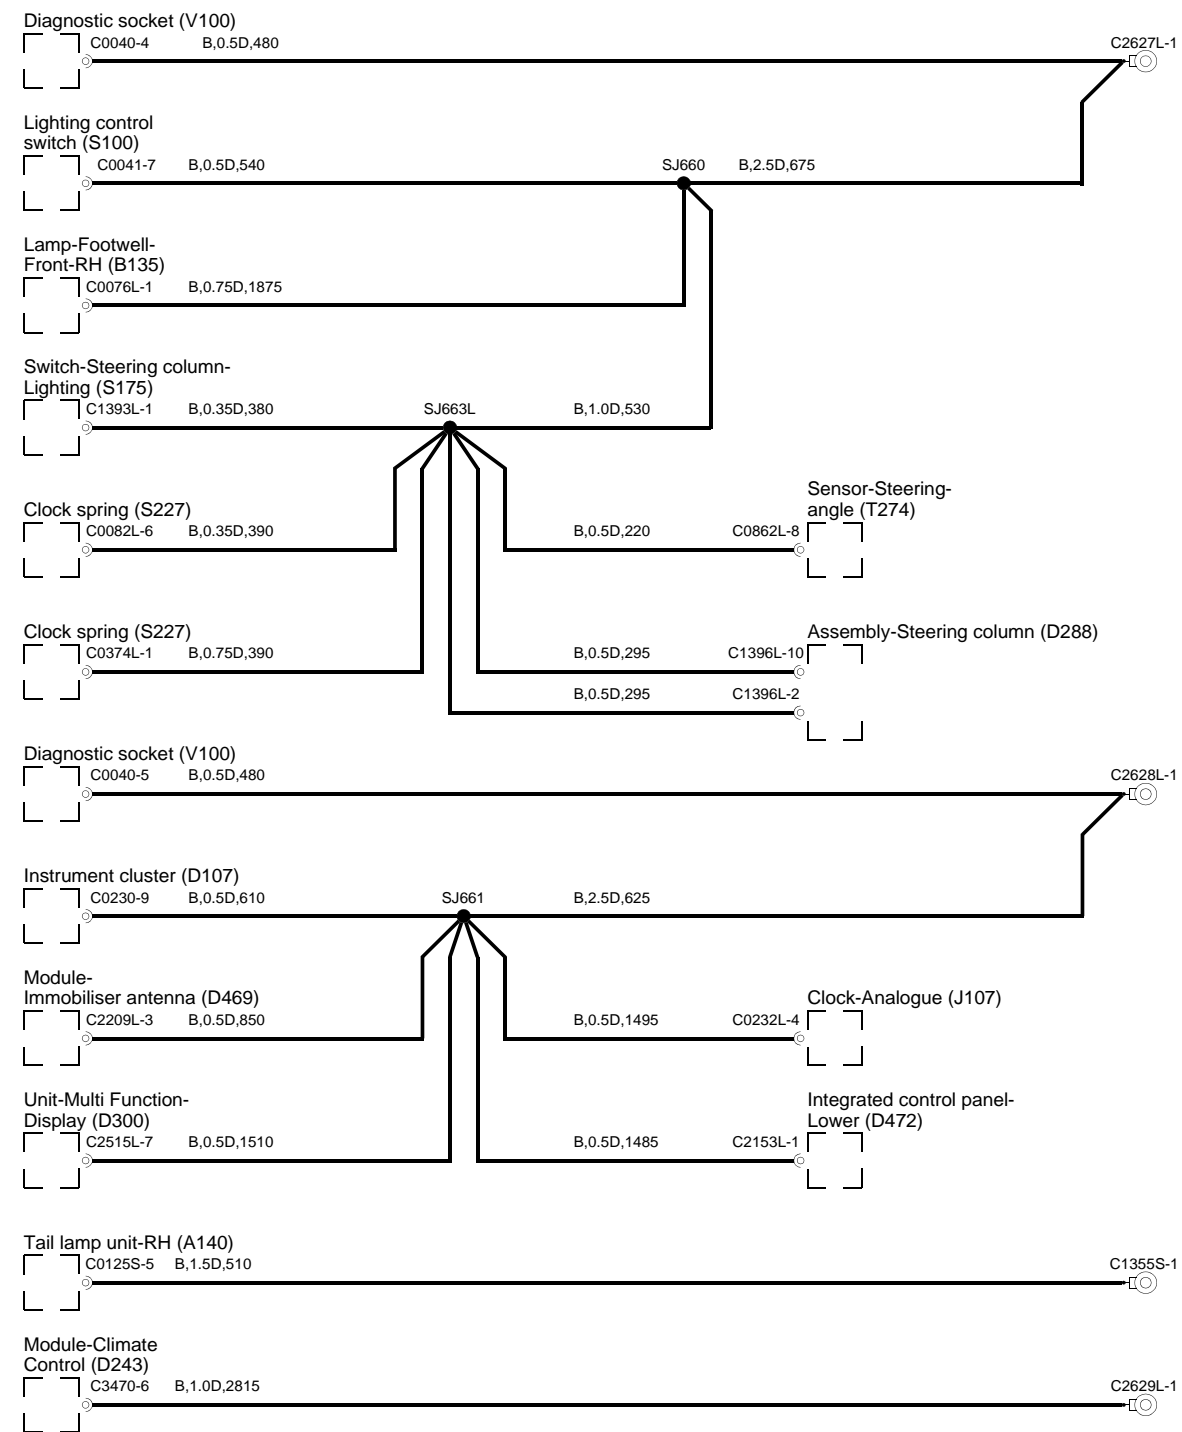 Diagnostic socket (V100)
C0040-4 B,0.5D,480 C2627L-1
Lighting control
switch (S100)
C0041-7 B,0.5D,540 SJ660 B,2.5D,675
Lamp-Footwell-
Front-RH (B135)
C0076L-1 B,0.75D,1875
Switch-Steering column-
Lighting (S175)
C1393L-1 B,0.35D,380 SJ663L B,1.0D,530
Sensor-Steering-
angle (T274)
Clock spring (S227)
C0082L-6 B,0.35D,390 B,0.5D,220 C0862L-8
Clock spring (S227) Assembly-Steering column (D288)
C0374L-1 B,0.75D,390 B,0.5D,295 C1396L-10
B,0.5D,295 C1396L-2
Diagnostic socket (V100)
C0040-5 B,0.5D,480 C2628L-1
Instrument cluster (D107)
C0230-9 B,0.5D,610 SJ661 B,2.5D,625
Module-
Immobiliser antenna (D469) Clock-Analogue (J107)
C2209L-3 B,0.5D,850 B,0.5D,1495 C0232L-4
Unit-Multi Function- Integrated control panel-
Display (D300) Lower (D472)
C2515L-7 B,0.5D,1510 B,0.5D,1485 C2153L-1
Tail lamp unit-RH (A140)
C0125S-5 B,1.5D,510 C1355S-1
Module-Climate
Control (D243)
C3470-6 B,1.0D,2815 C2629L-1